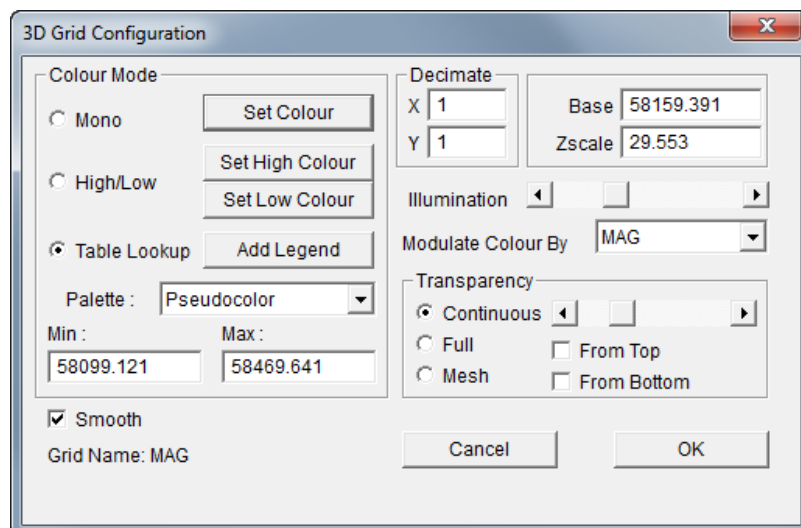 3D Grid Configuration
Colour Mode
Mono
Set Colour
High/Low
Set High Colour
Set Low Colour
Table Lookup
Add Legend
Palette :
Pseudocolor
Min :
Max :
58099.121
58469.641
Smooth
Grid Name: MAG
Decimate
X
1
Y
1
Base
58159.391
Zscale
29.553
Illumination
Modulate Colour By
MAG
Transparency
Continuous
Full
Mesh
From Top
From Bottom
Cancel
OK